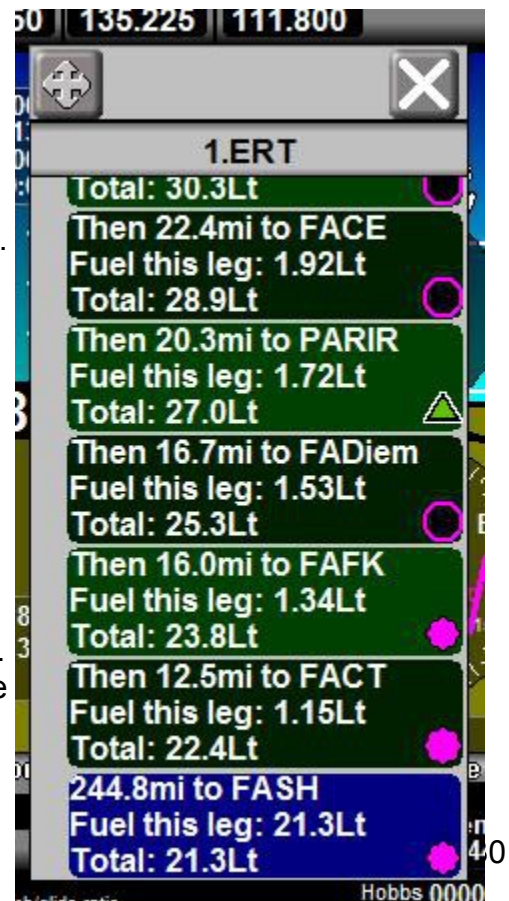 135.225 111.800
1.ERT
Total: 30.3Lt
Then 22.4mi to FACE
Fuel this leg: 1.92Lt
Total: 28.9Lt
Then 20.3mi to PARIR
Fuel this leg: 1.72Lt
Total: 27.0Lt
Then 16.7mi to FADiem
Fuel this leg: 1.53Lt
Total: 25.3Lt
Then 16.0mi to FAFK
Fuel this leg: 1.34Lt
Total: 23.8Lt
Then 12.5mi to FACT
Fuel this leg: 1.15Lt
Total: 22.4Lt
244.8mi to FASH
Fuel this leg: 21.3Lt
Total: 21.3Lt
Hobbs 0000